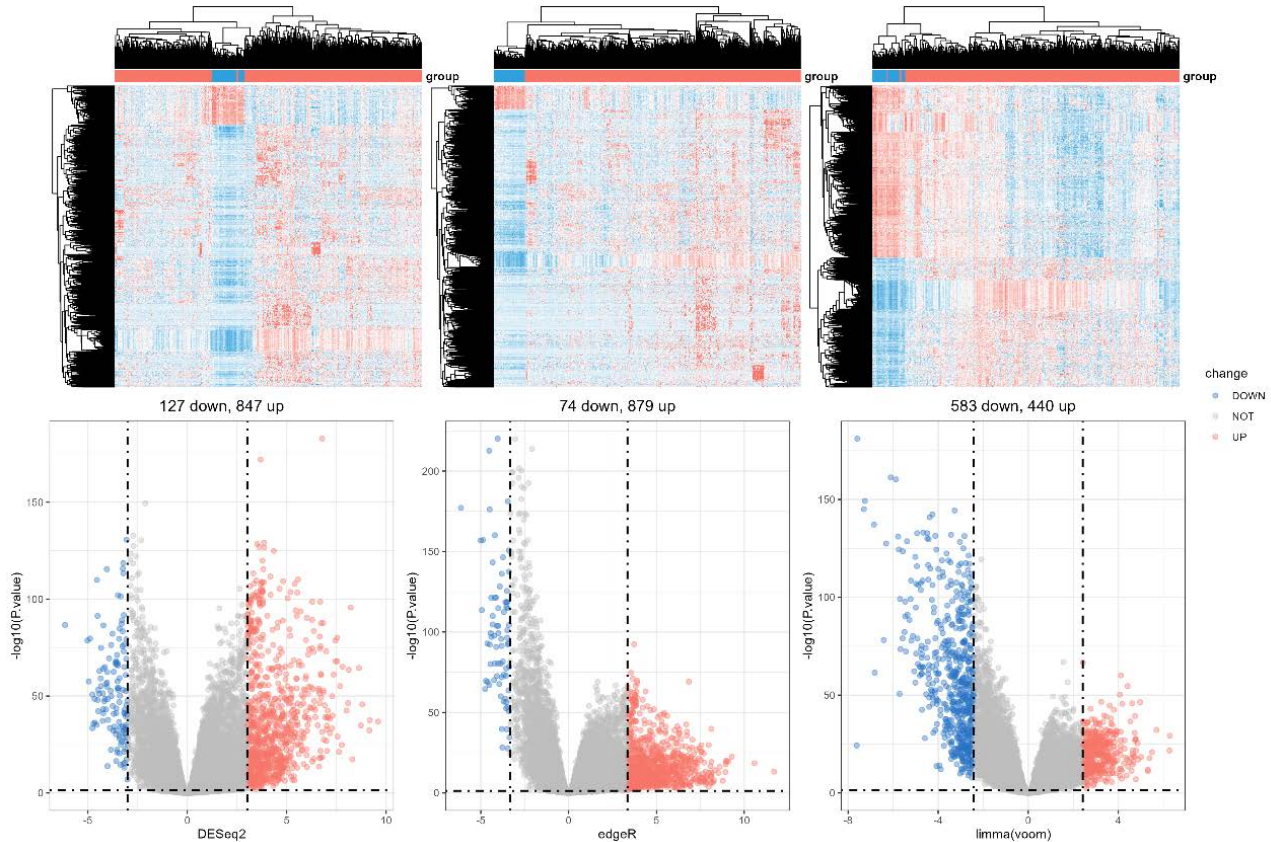 group group group
127 down, 847 up 74 down, 879 up 583 down, 440 up
change
DOWN
NOT
UP
-log10(P.value)
150
100
50
0
-5 0 5 10
DESeq2
-log10(P.value)
200
150
100
50
0
-5 0 5 10
edgeR
-log10(P.value)
150
100
50
0
-8 -4 0 4
limma(voom)